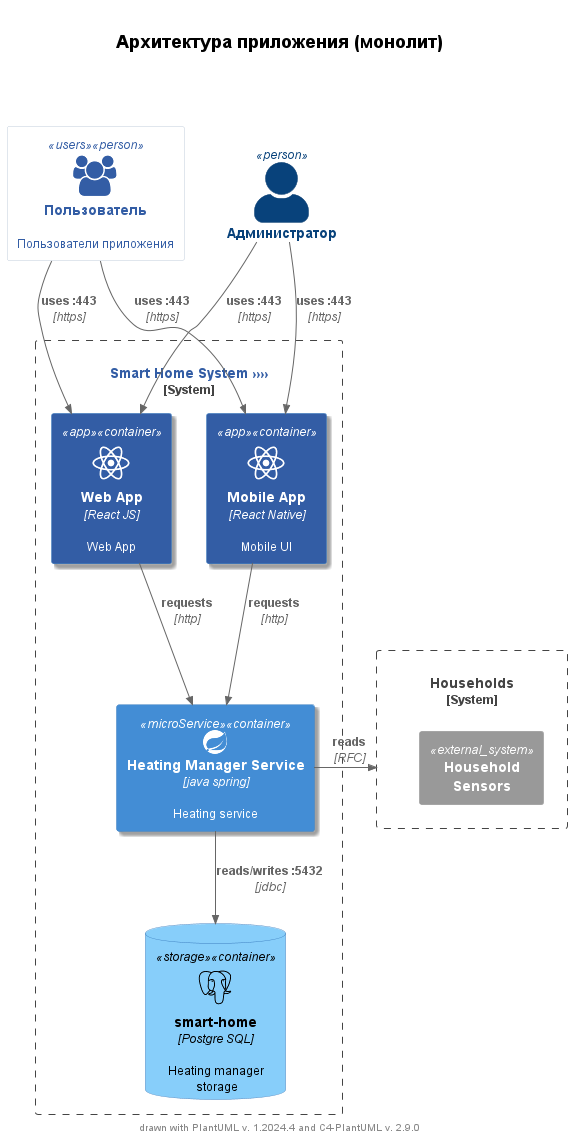 Архитектура приложения (монолит)
«users»«person»
Пользователь
Пользователи приложения
«person»
Администратор
uses :443
[https]
uses :443
[https]
uses :443
[https]
uses :443
[https]
Smart Home System ››››
[System]
«app»«container»
Web App
[React JS]
Web App
«app»«container»
Mobile App
[React Native]
Mobile UI
requests
[http]
requests
[http]
«microService»«container»
Heating Manager Service
[java spring]
Heating service
reads
[RFC]
Households
[System]
«external_system»
Household
Sensors
reads/writes :5432
[jdbc]
«storage»«container»
smart-home
[Postgre SQL]
Heating manager
storage
drawn with PlantUML v. 1.2024.4 and C4-PlantUML v. 2.9.0